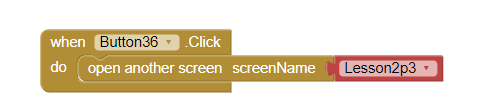 when Button36 .Click
do open another screen screenName Lesson2p3